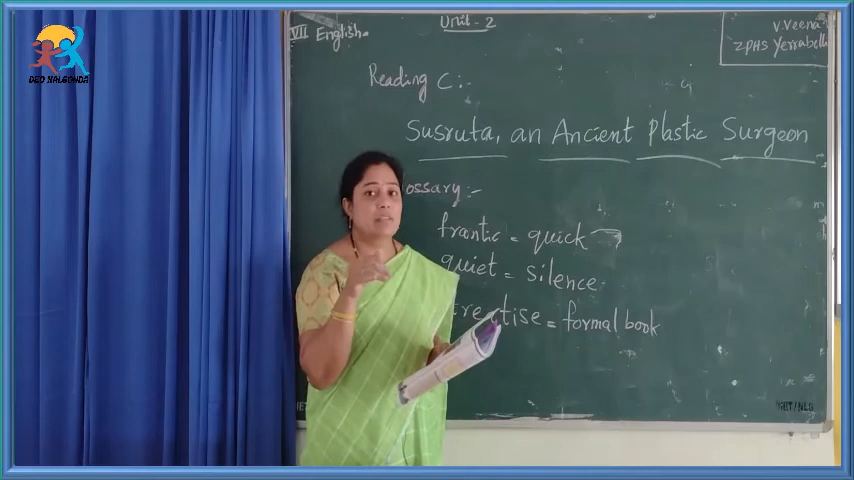 DEO NALGONDA
VII English
Unit-2
V.Veena
ZPHS Yerrabelli
Reading C:-
Susruta, an Ancient Plastic Surgeon
ossary:-
frantic = quick
quiet = silence
treatise = formal book